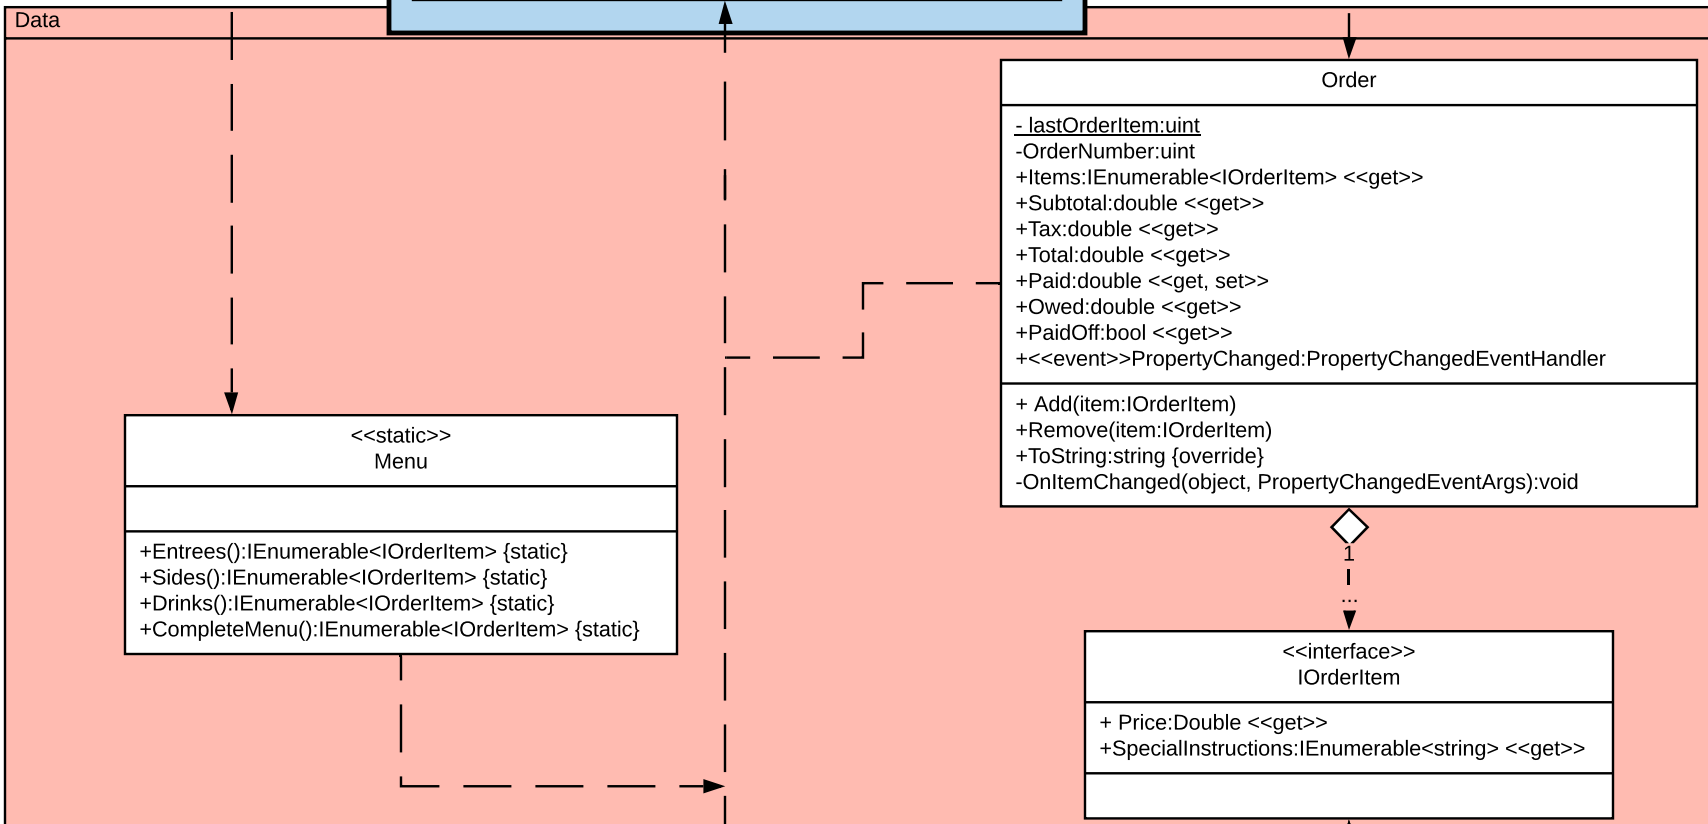 Data
Order
- lastOrderItem:uint
-OrderNumber:uint
+Items:IEnumerable<IOrderItem> <<get>>
+Subtotal:double <<get>>
+Tax:double <<get>>
+Total:double <<get>>
+Paid:double <<get, set>>
+Owed:double <<get>>
+PaidOff:bool <<get>>
+<<event>>PropertyChanged:PropertyChangedEventHandler
+ Add(item:IOrderItem)
+Remove(item:IOrderItem)
+ToString:string {override}
-OnItemChanged(object, PropertyChangedEventArgs):void
<<static>>
Menu
+Entrees():IEnumerable<IOrderItem> {static}
+Sides():IEnumerable<IOrderItem> {static}
+Drinks():IEnumerable<IOrderItem> {static}
+CompleteMenu():IEnumerable<IOrderItem> {static}
1
...
<<interface>>
IOrderItem
+ Price:Double <<get>>
+SpecialInstructions:IEnumerable<string> <<get>>